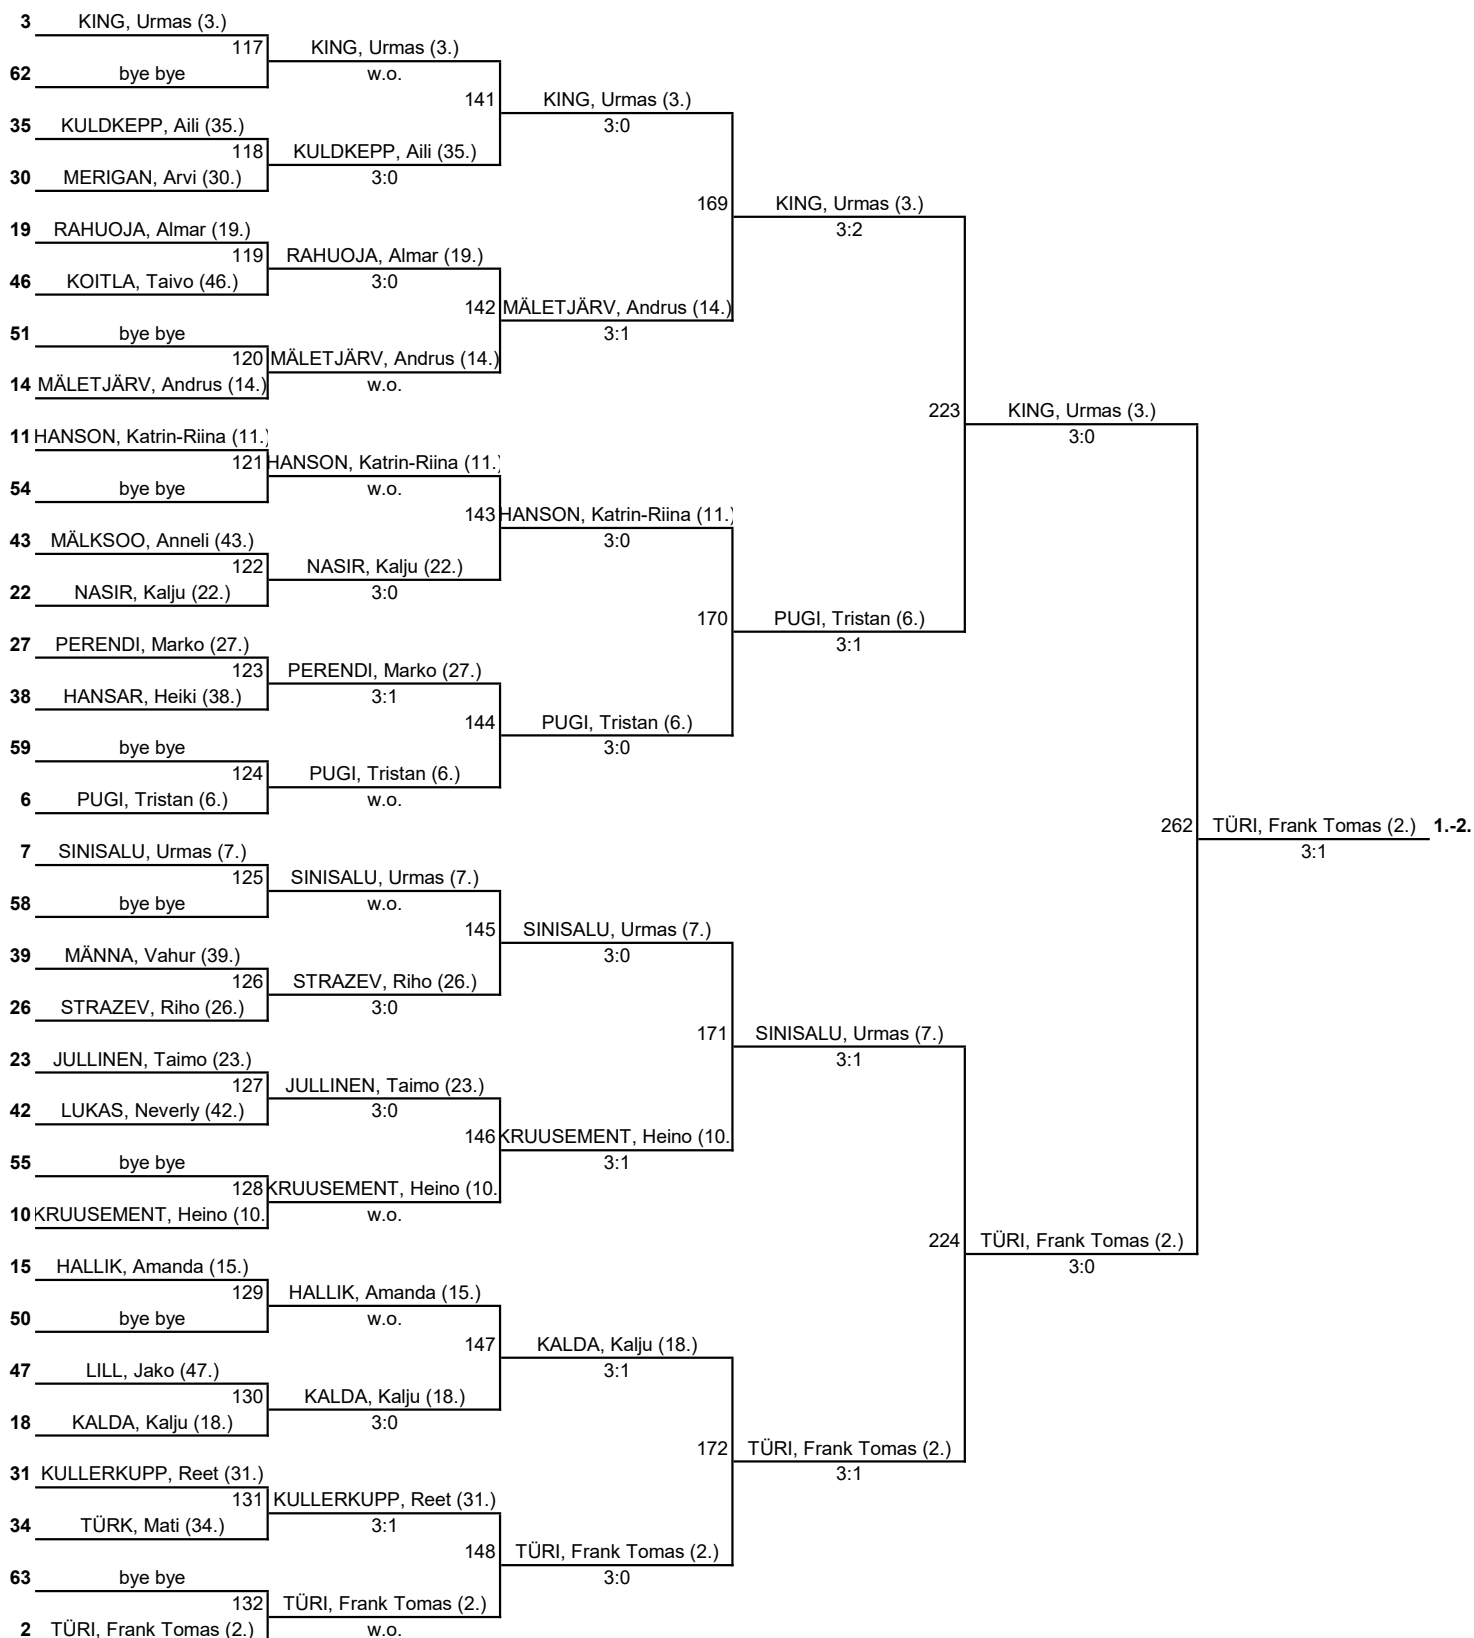 3 KING, Urmas (3.)
117 KING, Urmas (3.)
62 bye bye w.o.
141 KING, Urmas (3.)
35 KULDKEPP, Aili (35.) 3:0
118 KULDKEPP, Aili (35.)
30 MERIGAN, Arvi (30.) 3:0
169 KING, Urmas (3.)
19 RAHUOJA, Almar (19.) 3:2
119 RAHUOJA, Almar (19.)
46 KOITLA, Taivo (46.) 3:0
142 MÄLETJÄRV, Andrus (14.)
51 bye bye 3:1
120 MÄLETJÄRV, Andrus (14.)
14 MÄLETJÄRV, Andrus (14.) w.o.
223 KING, Urmas (3.)
11 HANSON, Katrin-Riina (11.) 3:0
121 HANSON, Katrin-Riina (11.)
54 bye bye w.o.
143 HANSON, Katrin-Riina (11.)
43 MÄLKSOO, Anneli (43.) 3:0
122 NASIR, Kalju (22.)
22 NASIR, Kalju (22.) 3:0
170 PUGI, Tristan (6.)
27 PERENDI, Marko (27.) 3:1
123 PERENDI, Marko (27.)
38 HANSAR, Heiki (38.) 3:1
144 PUGI, Tristan (6.)
59 bye bye 3:0
124 PUGI, Tristan (6.)
6 PUGI, Tristan (6.) w.o.
262 TÜRI, Frank Tomas (2.) 1.-2.
7 SINISALU, Urmas (7.) 3:1
125 SINISALU, Urmas (7.)
58 bye bye w.o.
145 SINISALU, Urmas (7.)
39 MÄNNA, Vahur (39.) 3:0
126 STRAZEV, Riho (26.)
26 STRAZEV, Riho (26.) 3:0
171 SINISALU, Urmas (7.)
23 JULLINEN, Taimo (23.) 3:1
127 JULLINEN, Taimo (23.)
42 LUKAS, Neverly (42.) 3:0
146 KRUUSEMENT, Heino (10.
55 bye bye 3:1
128 KRUUSEMENT, Heino (10.
10 KRUUSEMENT, Heino (10. w.o.
224 TÜRI, Frank Tomas (2.)
15 HALLIK, Amanda (15.) 3:0
129 HALLIK, Amanda (15.)
50 bye bye w.o.
147 KALDA, Kalju (18.)
47 LILL, Jako (47.) 3:1
130 KALDA, Kalju (18.)
18 KALDA, Kalju (18.) 3:0
172 TÜRI, Frank Tomas (2.)
31 KULLERKUPP, Reet (31.) 3:1
131 KULLERKUPP, Reet (31.)
34 TÜRK, Mati (34.) 3:1
148 TÜRI, Frank Tomas (2.)
63 bye bye 3:0
132 TÜRI, Frank Tomas (2.)
2 TÜRI, Frank Tomas (2.) w.o.